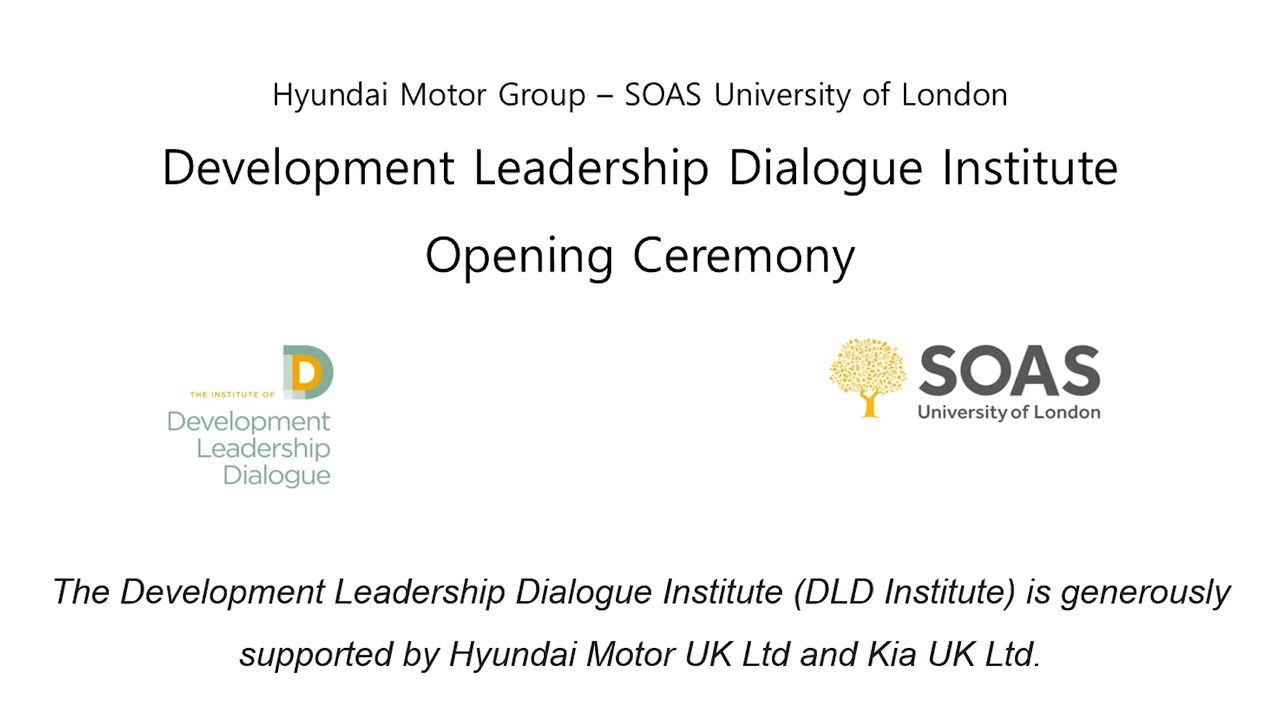 Hyundai Motor Group – SOAS University of London
Development Leadership Dialogue Institute
Opening Ceremony
THE INSTITUTE OF
D
Development
Leadership
Dialogue
SOAS
University of London
The Development Leadership Dialogue Institute (DLD Institute) is generously
supported by Hyundai Motor UK Ltd and Kia UK Ltd.